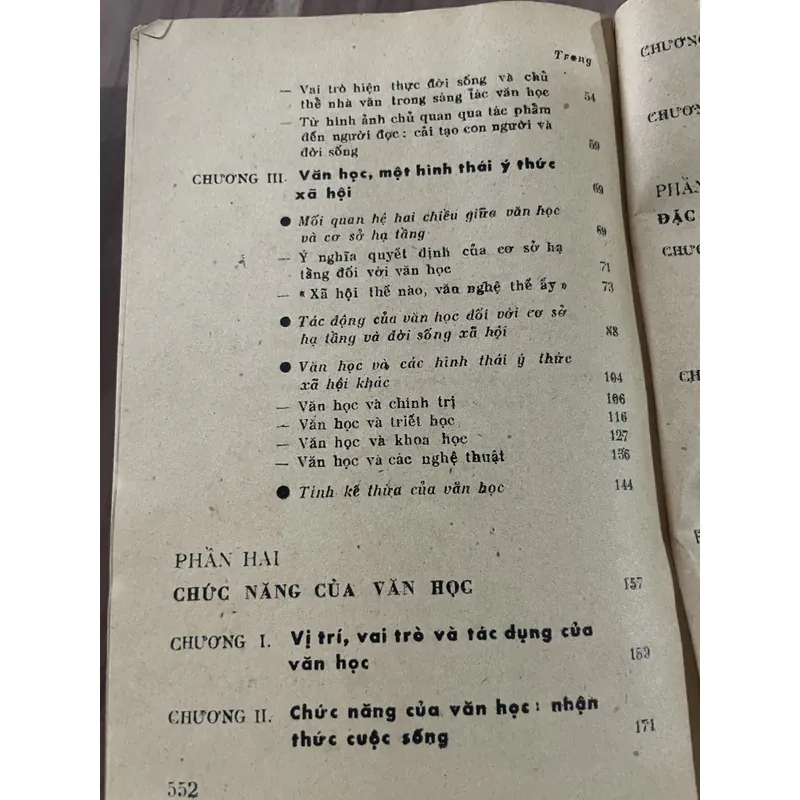 Trong
— Vai trò hiện thực đời sống và chủ
thể nhà văn trong sáng tác văn học 54
— Từ hình ảnh chủ quan qua tác phẩm
đến người đọc : cải tạo con người và
đời sống 59
CHƯƠNG III. Văn học, một hình thái ý thức
xã hội 69
● Mối quan hệ hai chiều giữa văn học
và cơ sở hạ tầng 69
— Ý nghĩa quyết định của cơ sở hạ
tầng đối với văn học 71
— « Xã hội thế nào, văn nghệ thế ấy » 73
● Tác động của văn học đối với cơ sở
hạ tầng và đời sống xã hội 88
● Văn học và các hình thái ý thức
xã hội khác 104
— Văn học và chính trị 106
— Văn học và triết học 116
— Văn học và khoa học 127
— Văn học và các nghệ thuật 136
● Tính kế thừa của văn học 144
PHẦN HAI
CHỨC NĂNG CỦA VĂN HỌC 157
CHƯƠNG I. Vị trí, vai trò và tác dụng của
văn học 159
CHƯƠNG II. Chức năng của văn học : nhận
thức cuộc sống 171
552
CHƯƠNG
CHƯƠNG
PHẦN
ĐẶC